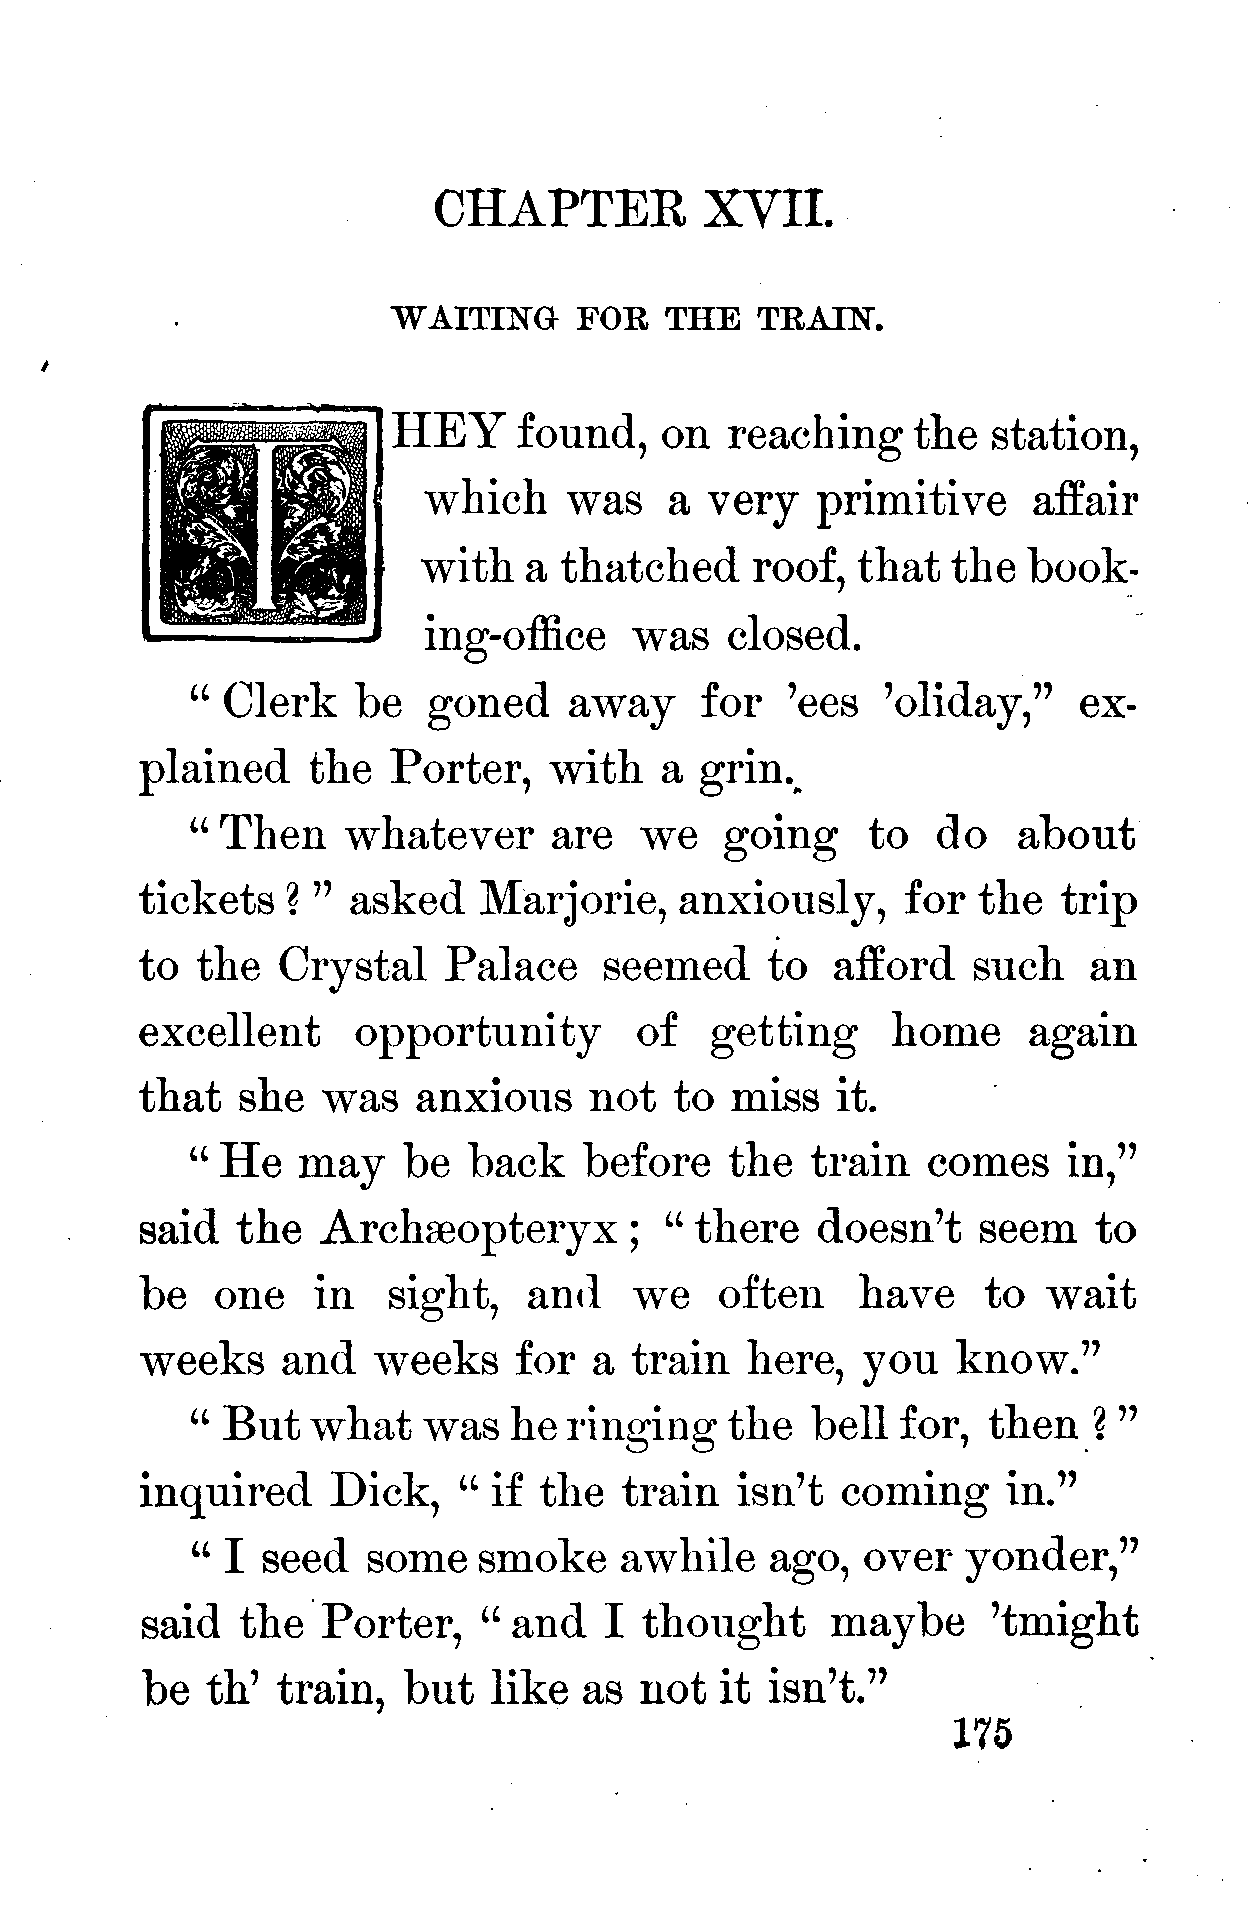 CHAPTER XVII.
WAITING FOR THE TRAIN.
THEY found, on reaching the station,
which was a very primitive affair
with a thatched roof, that the book-
ing-office was closed.
“ Clerk be goned away for ’ees ’oliday,” ex-
plained the Porter, with a grin.
“ Then whatever are we going to do about
tickets ? ” asked Marjorie, anxiously, for the trip
to the Crystal Palace seemed to afford such an
excellent opportunity of getting home again
that she was anxious not to miss it.
“ He may be back before the train comes in,”
said the Archæopteryx ; “ there doesn’t seem to
be one in sight, and we often have to wait
weeks and weeks for a train here, you know.”
“ But what was he ringing the bell for, then ? ”
inquired Dick, “ if the train isn’t coming in.”
“ I seed some smoke awhile ago, over yonder,”
said the Porter, “ and I thought maybe ’tmight
be th’ train, but like as not it isn’t.”
175